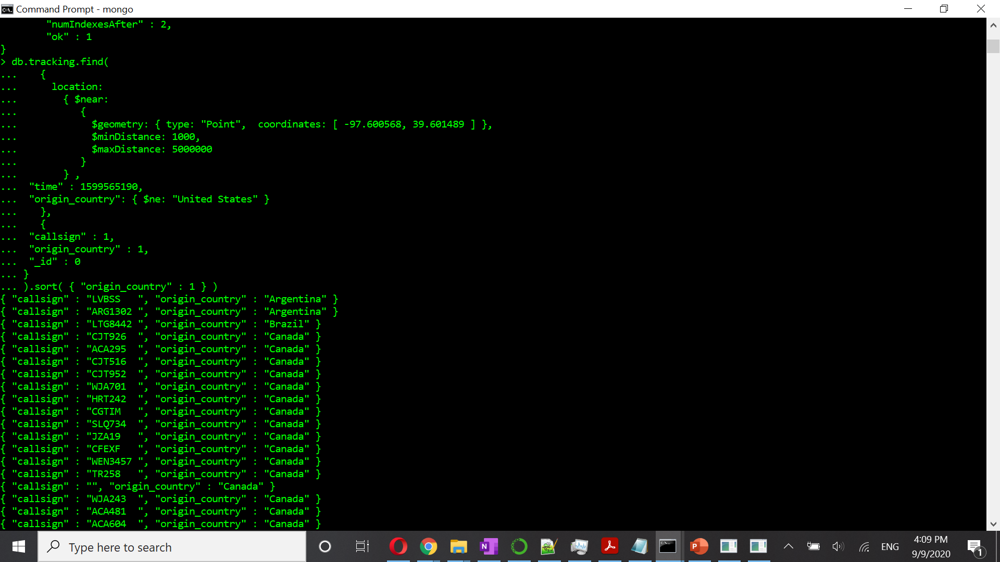 Command Prompt - mongo
        "numIndexesAfter" : 2,
        "ok" : 1
}
> db.tracking.find(
...    {
...      location:
...        { $near:
...           {
...             $geometry: { type: "Point",  coordinates: [ -97.600568, 39.601489 ] },
...             $minDistance: 1000,
...             $maxDistance: 5000000
...           }
...        } ,
...  "time" : 1599565190,
...  "origin_country": { $ne: "United States" }
...    },
...    {
...  "callsign" : 1,
...  "origin_country" : 1,
...  "_id" : 0
... }
... ).sort( { "origin_country" : 1 } )
{ "callsign" : "LVBSS   ", "origin_country" : "Argentina" }
{ "callsign" : "ARG1302 ", "origin_country" : "Argentina" }
{ "callsign" : "LTG8442 ", "origin_country" : "Brazil" }
{ "callsign" : "CJT926  ", "origin_country" : "Canada" }
{ "callsign" : "ACA295  ", "origin_country" : "Canada" }
{ "callsign" : "CJT516  ", "origin_country" : "Canada" }
{ "callsign" : "CJT952  ", "origin_country" : "Canada" }
{ "callsign" : "WJA701  ", "origin_country" : "Canada" }
{ "callsign" : "HRT242  ", "origin_country" : "Canada" }
{ "callsign" : "CGTIM   ", "origin_country" : "Canada" }
{ "callsign" : "SLQ734  ", "origin_country" : "Canada" }
{ "callsign" : "JZA19   ", "origin_country" : "Canada" }
{ "callsign" : "CFEXF   ", "origin_country" : "Canada" }
{ "callsign" : "WEN3457 ", "origin_country" : "Canada" }
{ "callsign" : "TR258   ", "origin_country" : "Canada" }
{ "callsign" : "", "origin_country" : "Canada" }
{ "callsign" : "WJA243  ", "origin_country" : "Canada" }
{ "callsign" : "ACA481  ", "origin_country" : "Canada" }
{ "callsign" : "ACA604  ", "origin_country" : "Canada" }
Type here to search
ENG
4:09 PM
9/9/2020
1